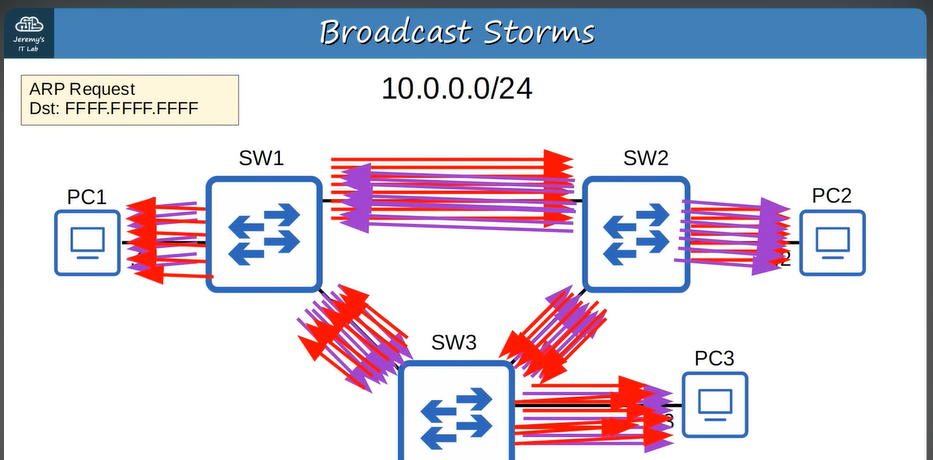 Jeremy's
IT Lab
Broadcast Storms
ARP Request
Dst: FFFF.FFFF.FFFF
10.0.0.0/24
SW1
SW2
PC1
PC2
SW3
PC3